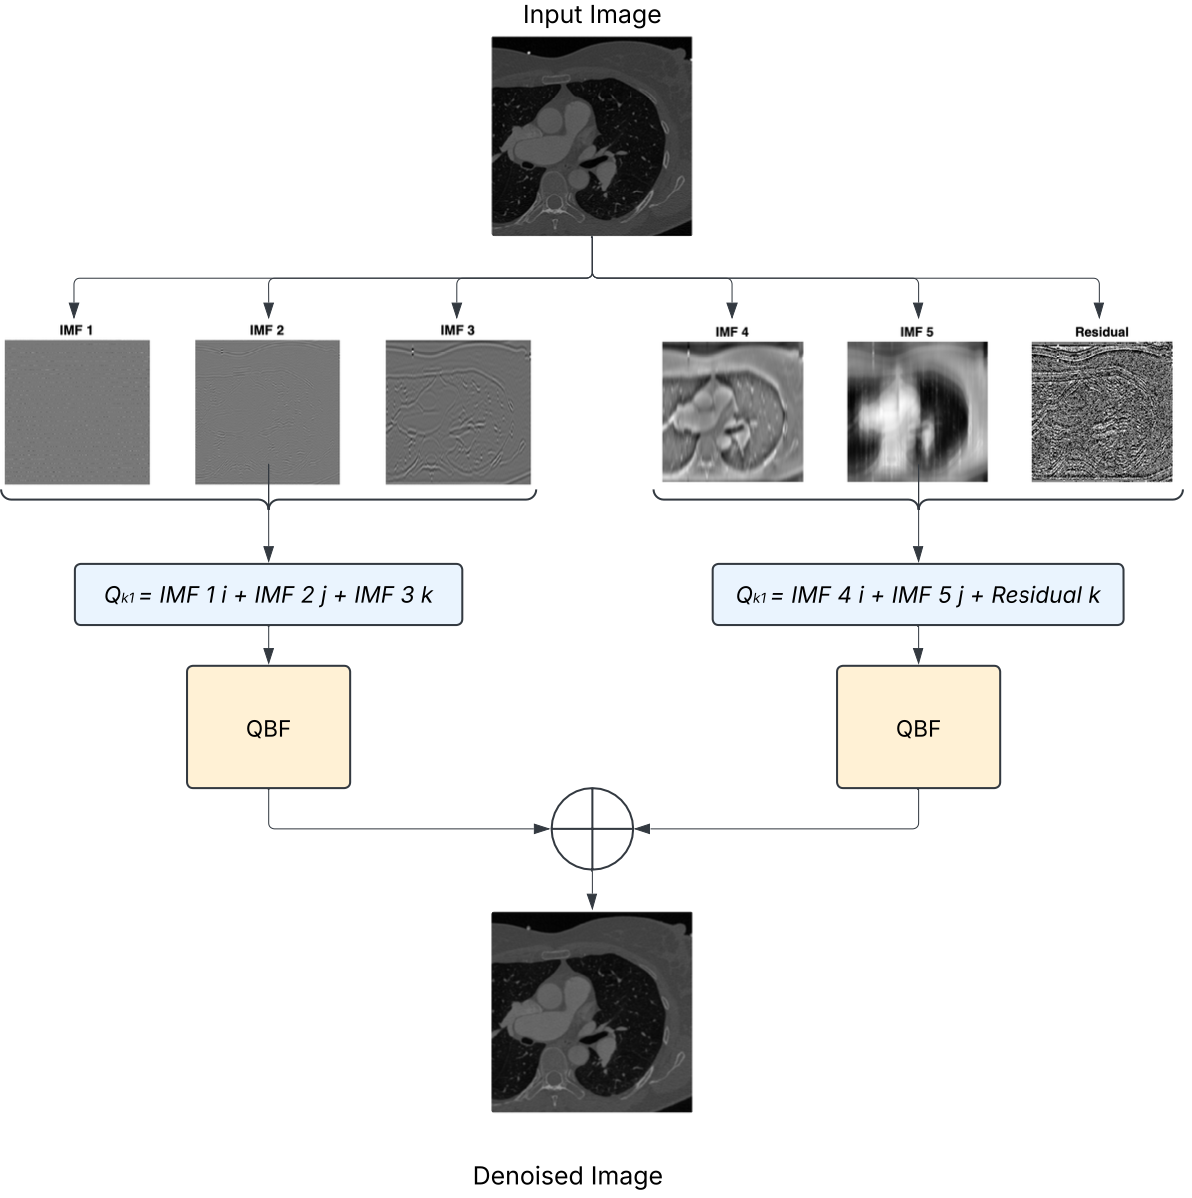 Input Image
IMF 1
IMF 2
IMF 3
IMF 4
IMF 5
Residual
Qk1 = IMF 1 i + IMF 2 j + IMF 3 k
Qk1 = IMF 4 i + IMF 5 j + Residual k
QBF
QBF
Denoised Image